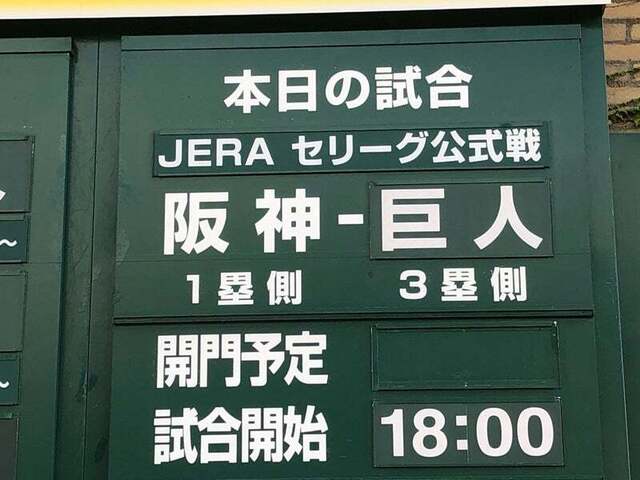 本日の試合
JERA セリーグ公式戦
阪神-巨人
1塁側 3塁側
開門予定
試合開始 18:00